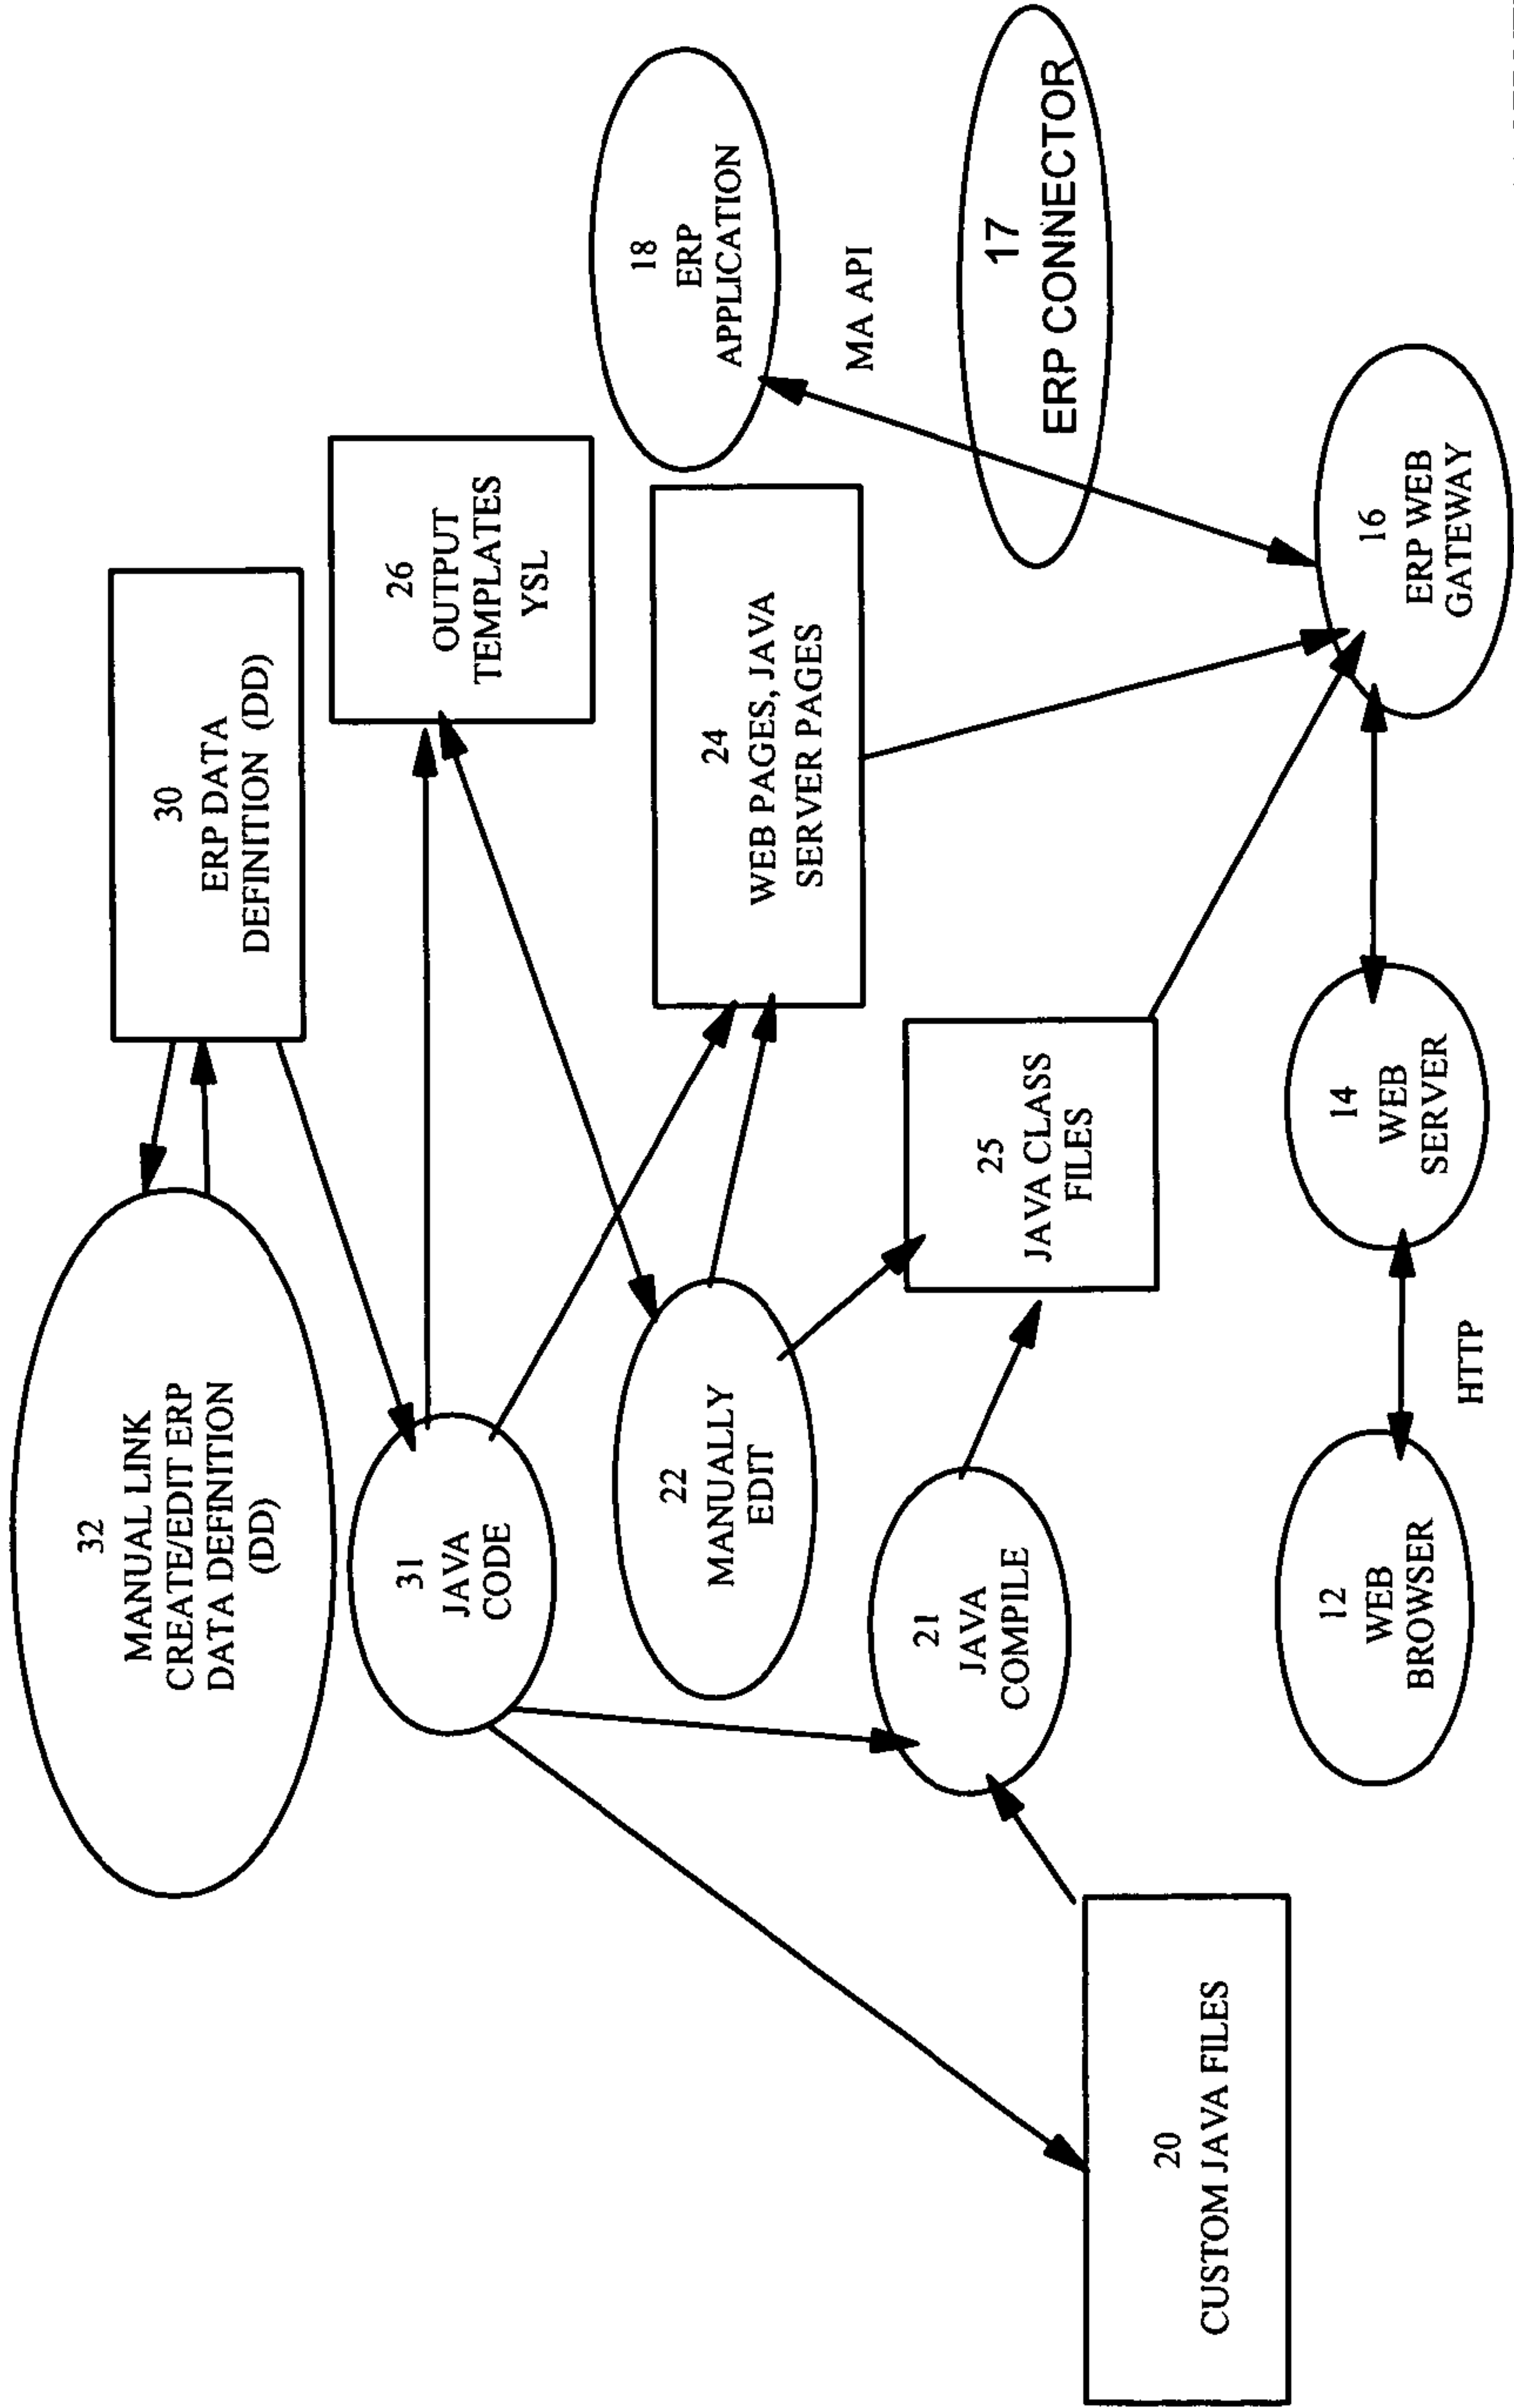 32
MANUAL LINK
CREATE/EDIT ERP
DATA DEFINITION
(DD)
30
ERP DATA
DEFINITION (DD)
31
JAVA
CODE
26
OUTPUT
TEMPLATES
YSL
22
MANUALLY
EDIT
24
WEB PAGES, JAVA
SERVER PAGES
18
ERP
APPLICATION
MA API
21
JAVA
COMPILE
25
JAVA CLASS
FILES
17
ERP CONNECTOR
20
CUSTOM JAVA FILES
12
WEB
BROWSER
HTTP
14
WEB
SERVER
16
ERP WEB
GATEWAY